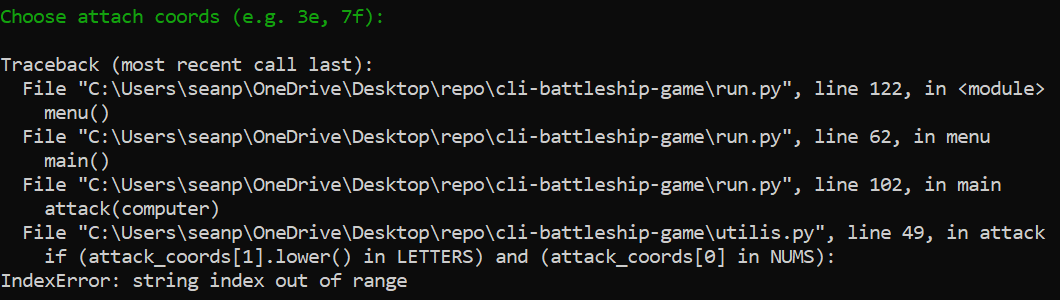 Choose attach coords (e.g. 3e, 7f):
Traceback (most recent call last):
  File "C:\Users\seanp\OneDrive\Desktop\repo\cli-battleship-game\run.py", line 122, in <module>
    menu()
  File "C:\Users\seanp\OneDrive\Desktop\repo\cli-battleship-game\run.py", line 62, in menu
    main()
  File "C:\Users\seanp\OneDrive\Desktop\repo\cli-battleship-game\run.py", line 102, in main
    attack(computer)
  File "C:\Users\seanp\OneDrive\Desktop\repo\cli-battleship-game\utilis.py", line 49, in attack
    if (attack_coords[1].lower() in LETTERS) and (attack_coords[0] in NUMS):
IndexError: string index out of range